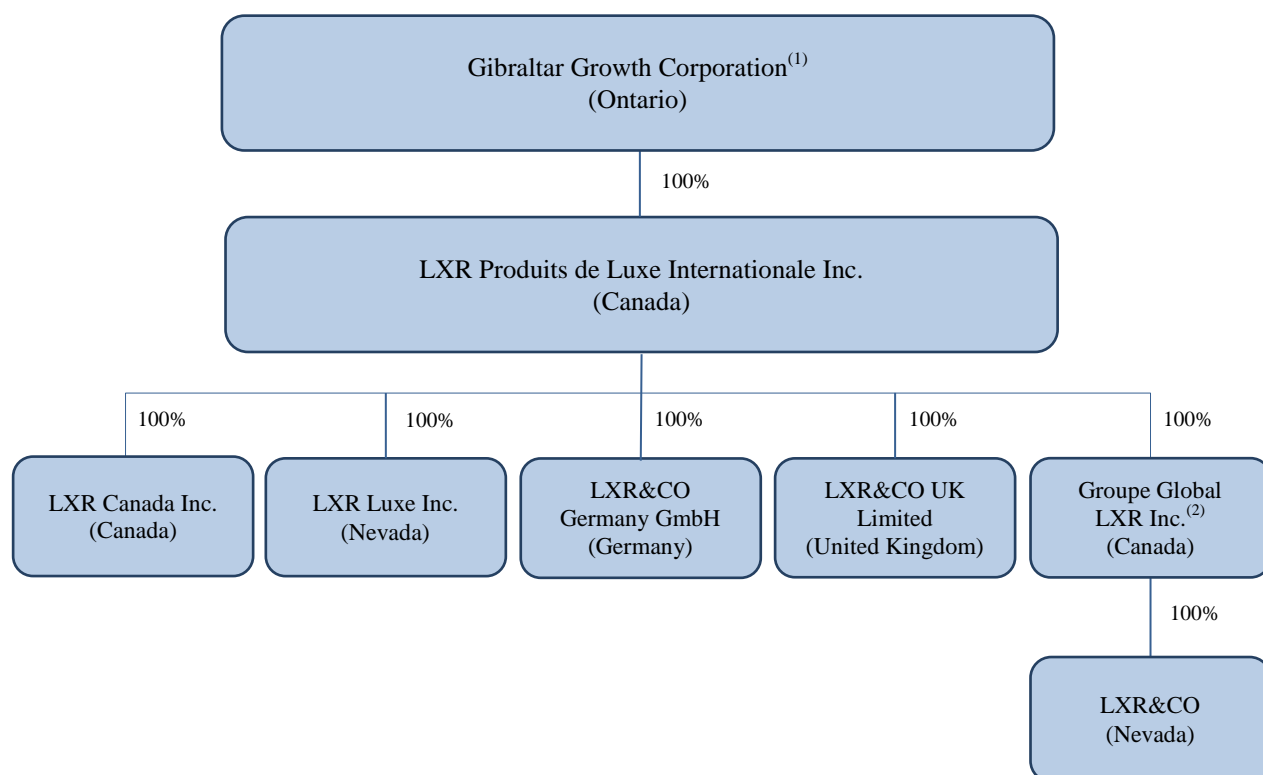 Gibraltar Growth Corporation(1)
(Ontario)
100%
LXR Produits de Luxe Internationale Inc.
(Canada)
100%
100%
100%
100%
100%
LXR Canada Inc.
(Canada)
LXR Luxe Inc.
(Nevada)
LXR&CO
Germany GmbH
(Germany)
LXR&CO UK
Limited
(United Kingdom)
Groupe Global
LXR Inc.(2)
(Canada)
100%
LXR&CO
(Nevada)